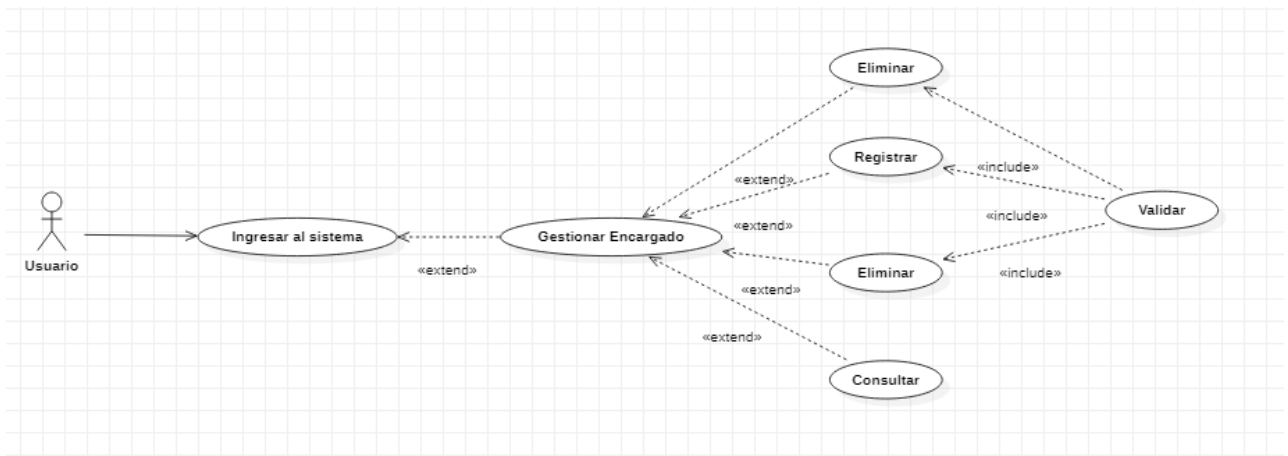 Eliminar
Registrar
«include»
«extend»
Validar
«include»
«extend»
Ingresar al sistema
Gestionar Encargado
Usuario
«extend»
Eliminar
«include»
«extend»
«extend»
Consultar